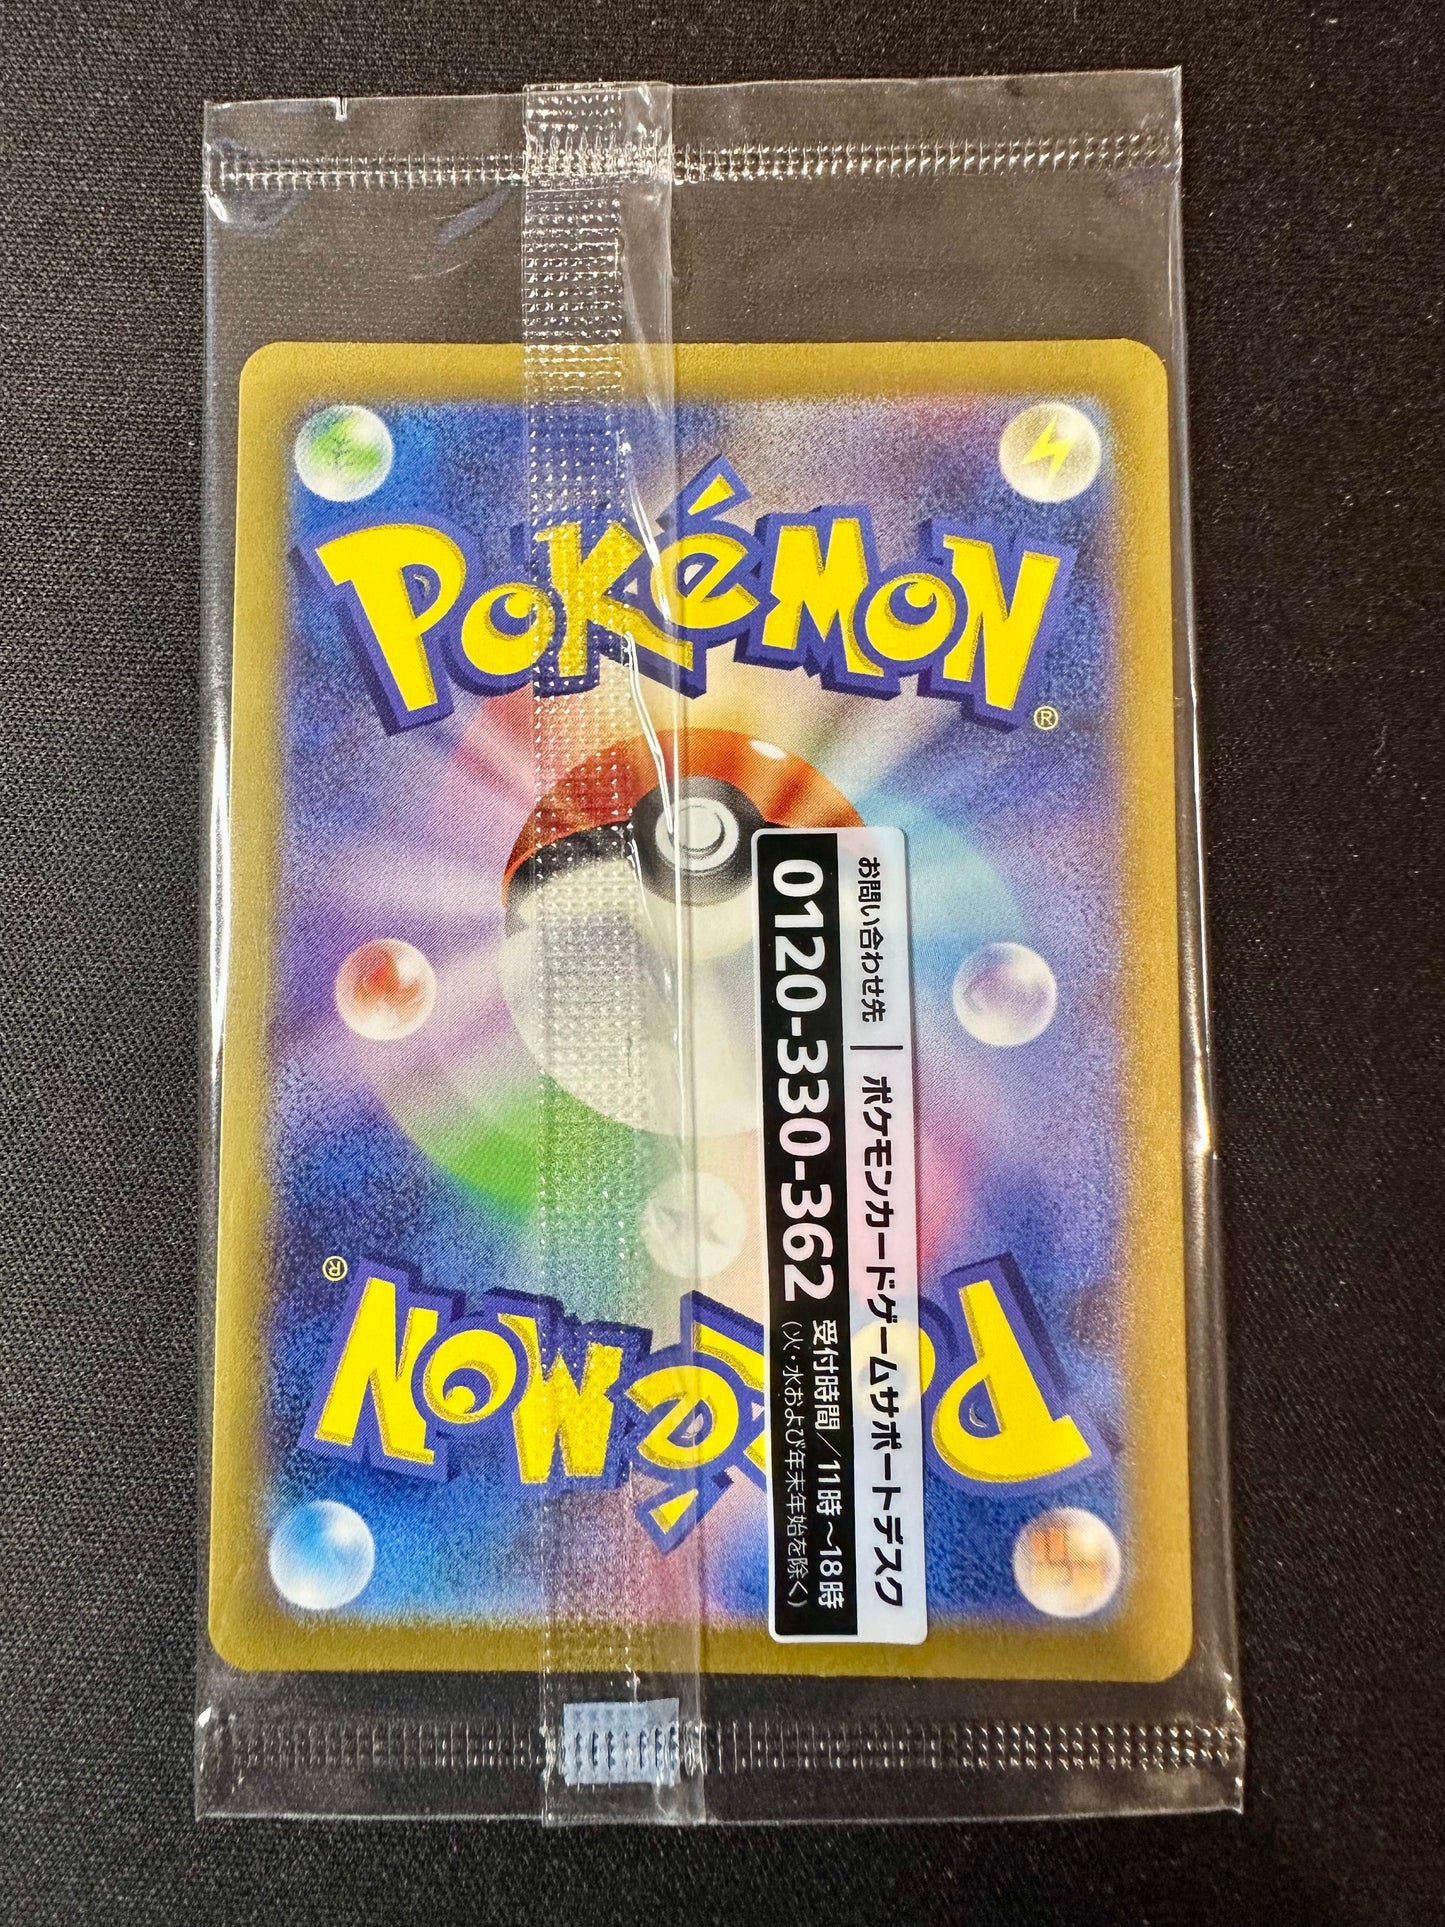 POKéMON
®
お問い合わせ先 | ポケモンカードゲームサポートデスク
0120-330-362
受付時間/11時~18時
(火・水および年末年始を除く)
POKéMON
®